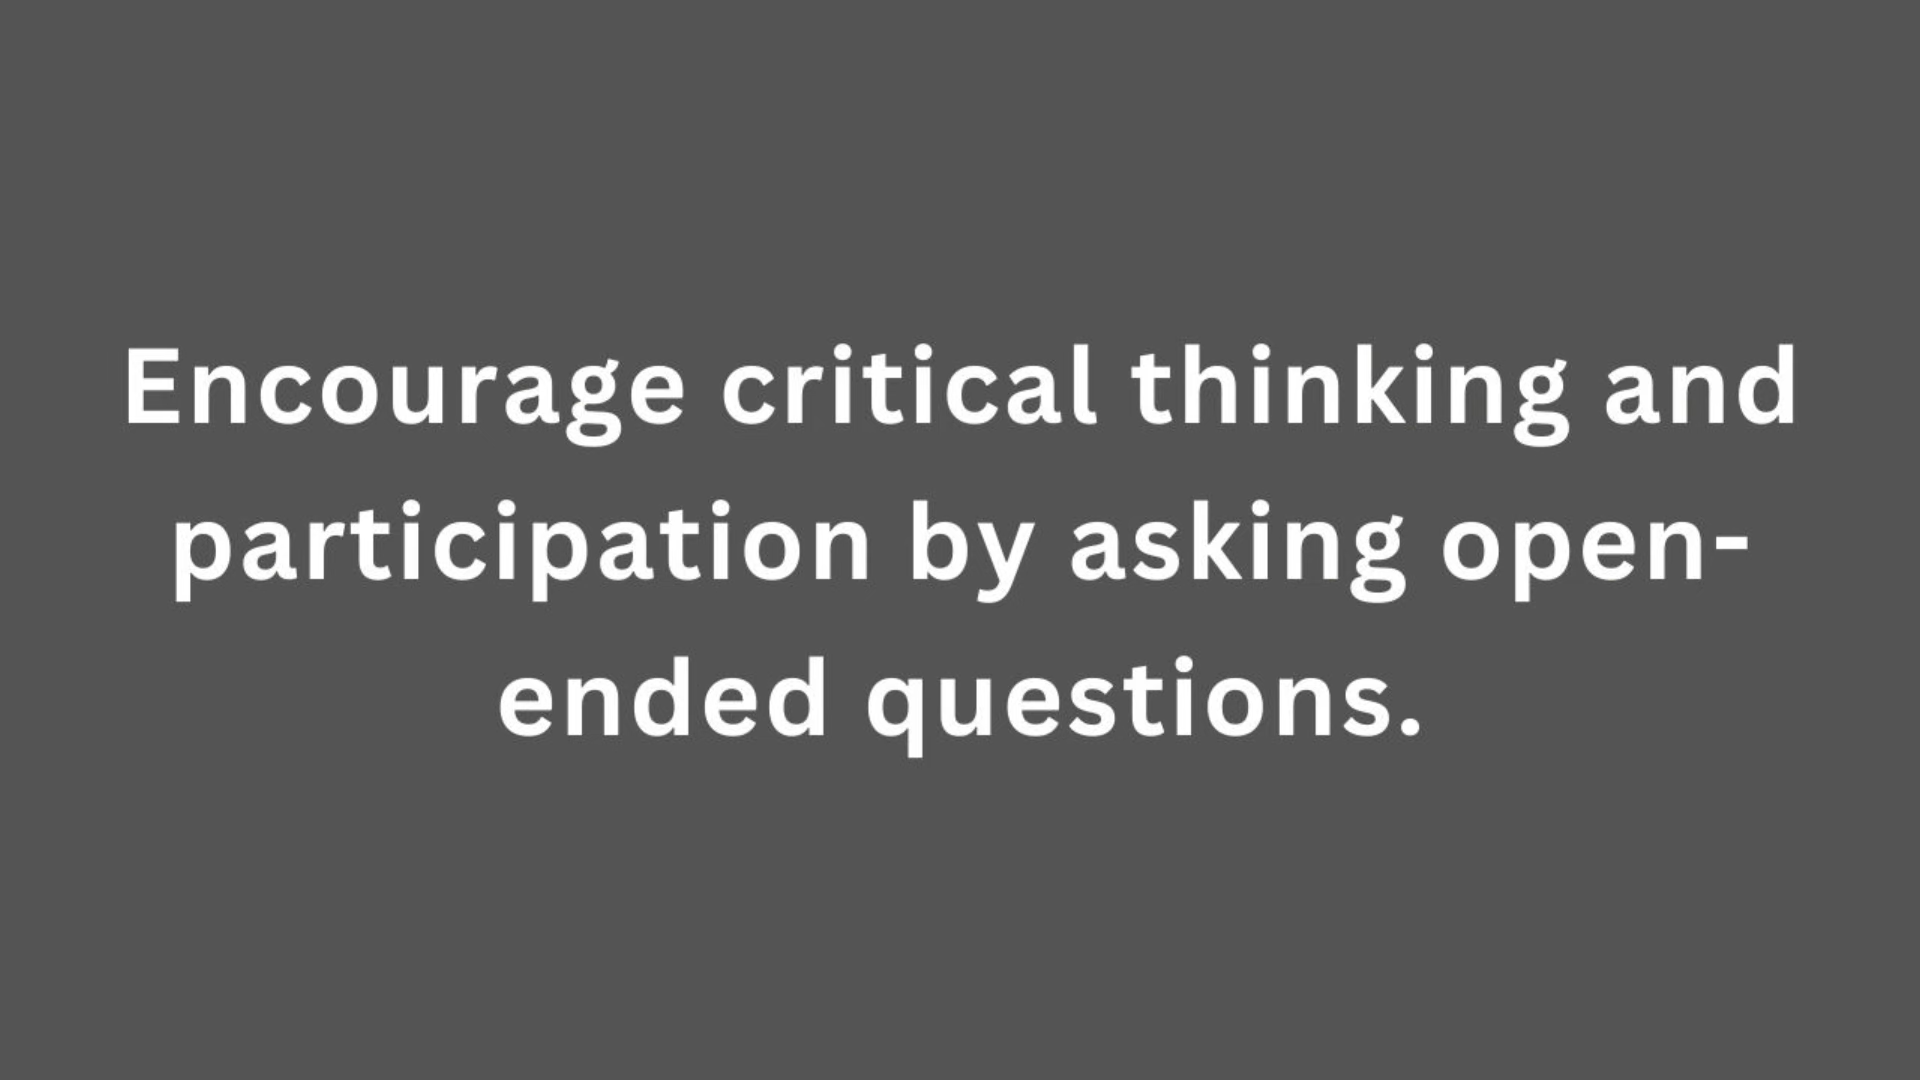 Encourage critical thinking and
participation by asking open-
ended questions.